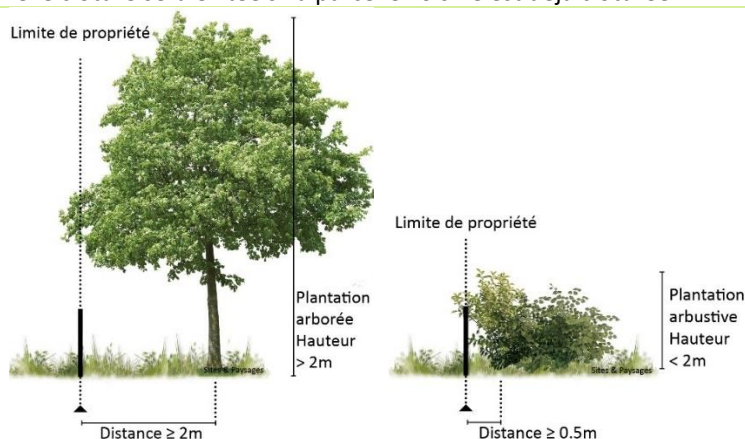 Limite de propriété
Plantation
arborée
Hauteur
> 2m
Sites & Paysages
Distance ≥ 2m
Limite de propriété
Plantation
arbustive
Hauteur
< 2m
Sites & Paysages
Distance ≥ 0.5m